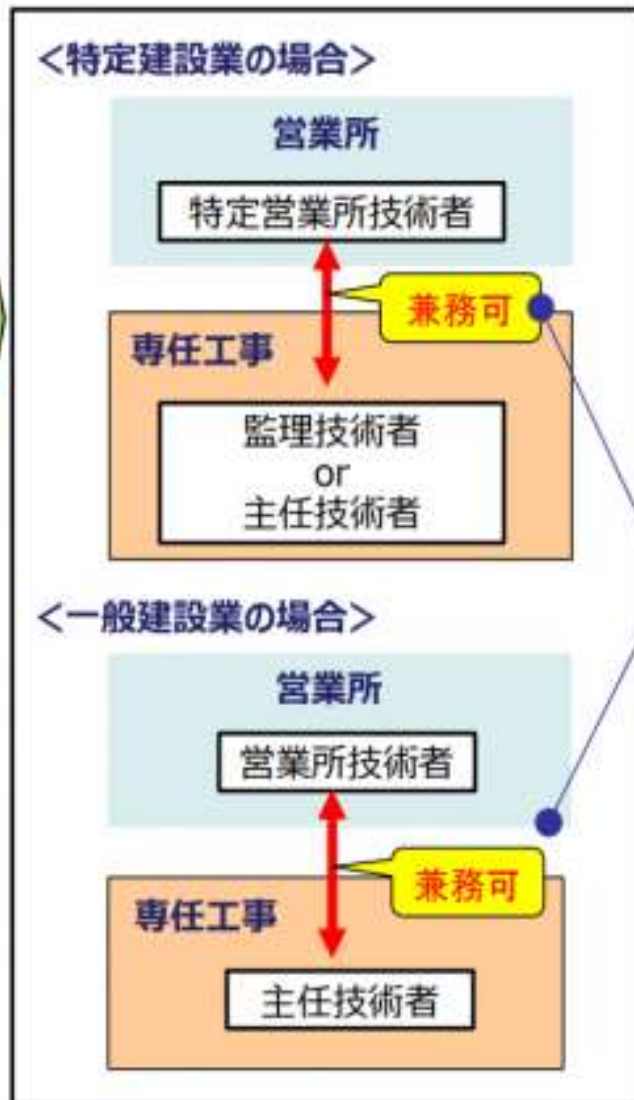 ＜特定建設業の場合＞
営業所
特定営業所技術者
兼務可
専任工事
監理技術者
or
主任技術者
＜一般建設業の場合＞
営業所
営業所技術者
兼務可
専任工事
主任技術者